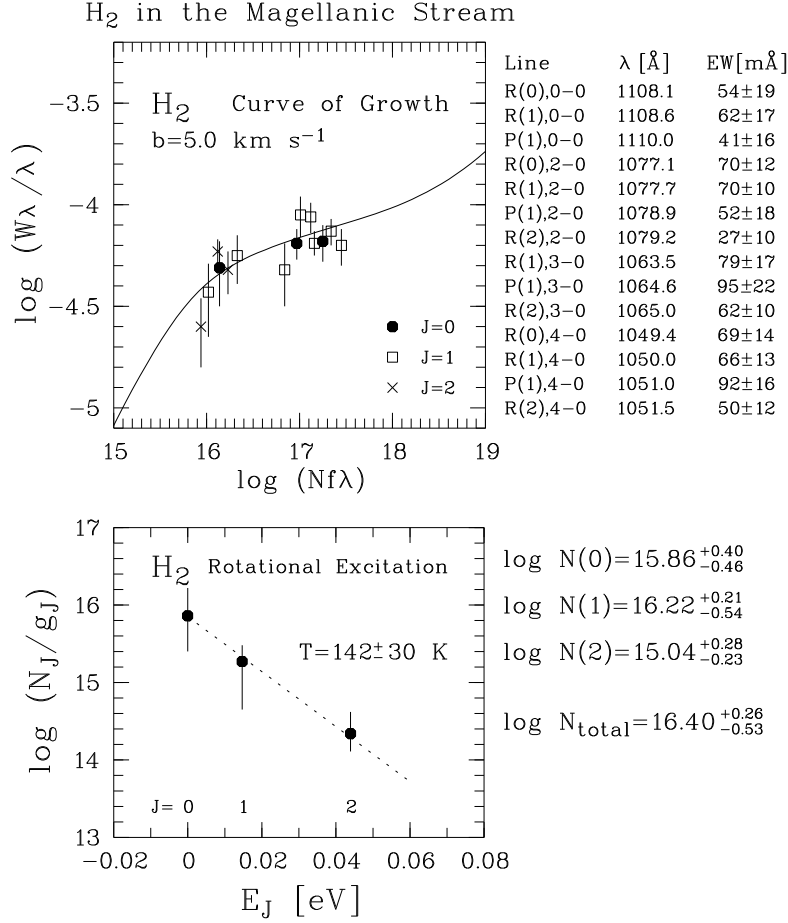 H₂ in the Magellanic Stream
H₂ Curve of Growth
b=5.0 km s⁻¹
−3.5
−4
−4.5
−5
log (Wλ/λ)
J=0
J=1
J=2
15 16 17 18 19
log (Nfλ)
Line λ [Å] EW[mÅ]
R(0),0−0 1108.1 54±19
R(1),0−0 1108.6 62±17
P(1),0−0 1110.0 41±16
R(0),2−0 1077.1 70±12
R(1),2−0 1077.7 70±10
P(1),2−0 1078.9 52±18
R(2),2−0 1079.2 27±10
R(1),3−0 1063.5 79±17
P(1),3−0 1064.6 95±22
R(2),3−0 1065.0 62±10
R(0),4−0 1049.4 69±14
R(1),4−0 1050.0 66±13
P(1),4−0 1051.0 92±16
R(2),4−0 1051.5 50±12
H₂ Rotational Excitation
T=142±30 K
17
16
15
14
13
log (N_J/g_J)
J= 0 1 2
−0.02 0 0.02 0.04 0.06 0.08
E_J [eV]
log N(0)=15.86 +0.40 −0.46
log N(1)=16.22 +0.21 −0.54
log N(2)=15.04 +0.28 −0.23
log N_total=16.40 +0.26 −0.53